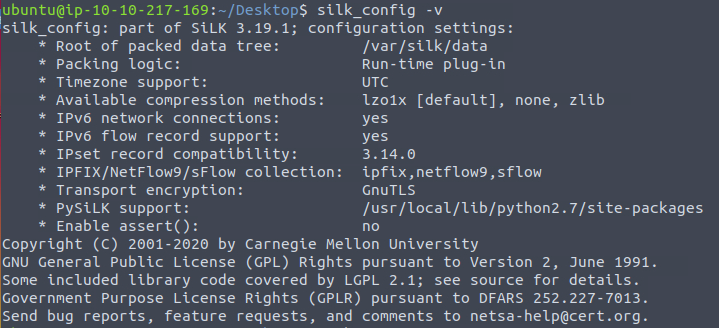 ubuntu@ip-10-10-217-169:~/Desktop$ silk_config -v
silk_config: part of SiLK 3.19.1; configuration settings:
    * Root of packed data tree:         /var/silk/data
    * Packing logic:                    Run-time plug-in
    * Timezone support:                 UTC
    * Available compression methods:    lzo1x [default], none, zlib
    * IPv6 network connections:         yes
    * IPv6 flow record support:         yes
    * IPset record compatibility:       3.14.0
    * IPFIX/NetFlow9/sFlow collection:  ipfix,netflow9,sflow
    * Transport encryption:             GnuTLS
    * PySiLK support:                   /usr/local/lib/python2.7/site-packages
    * Enable assert():                  no
Copyright (C) 2001-2020 by Carnegie Mellon University
GNU General Public License (GPL) Rights pursuant to Version 2, June 1991.
Some included library code covered by LGPL 2.1; see source for details.
Government Purpose License Rights (GPLR) pursuant to DFARS 252.227-7013.
Send bug reports, feature requests, and comments to netsa-help@cert.org.